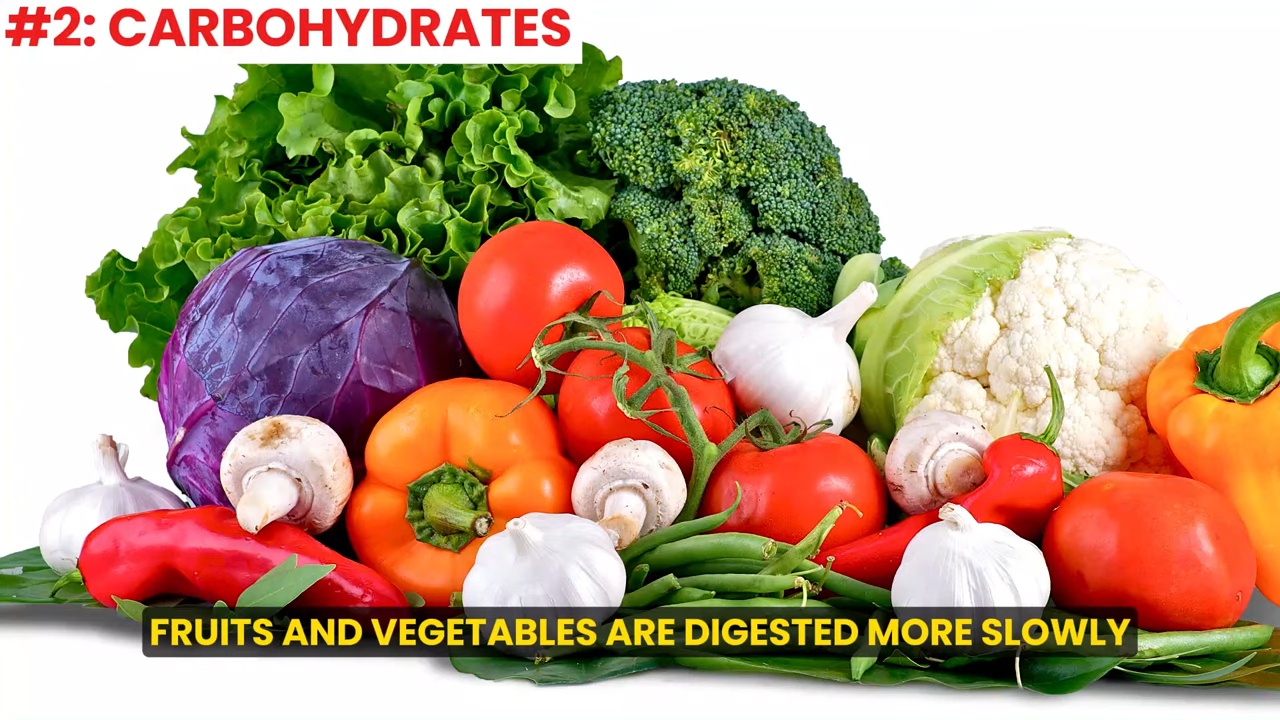 #2: CARBOHYDRATES
FRUITS AND VEGETABLES ARE DIGESTED MORE SLOWLY